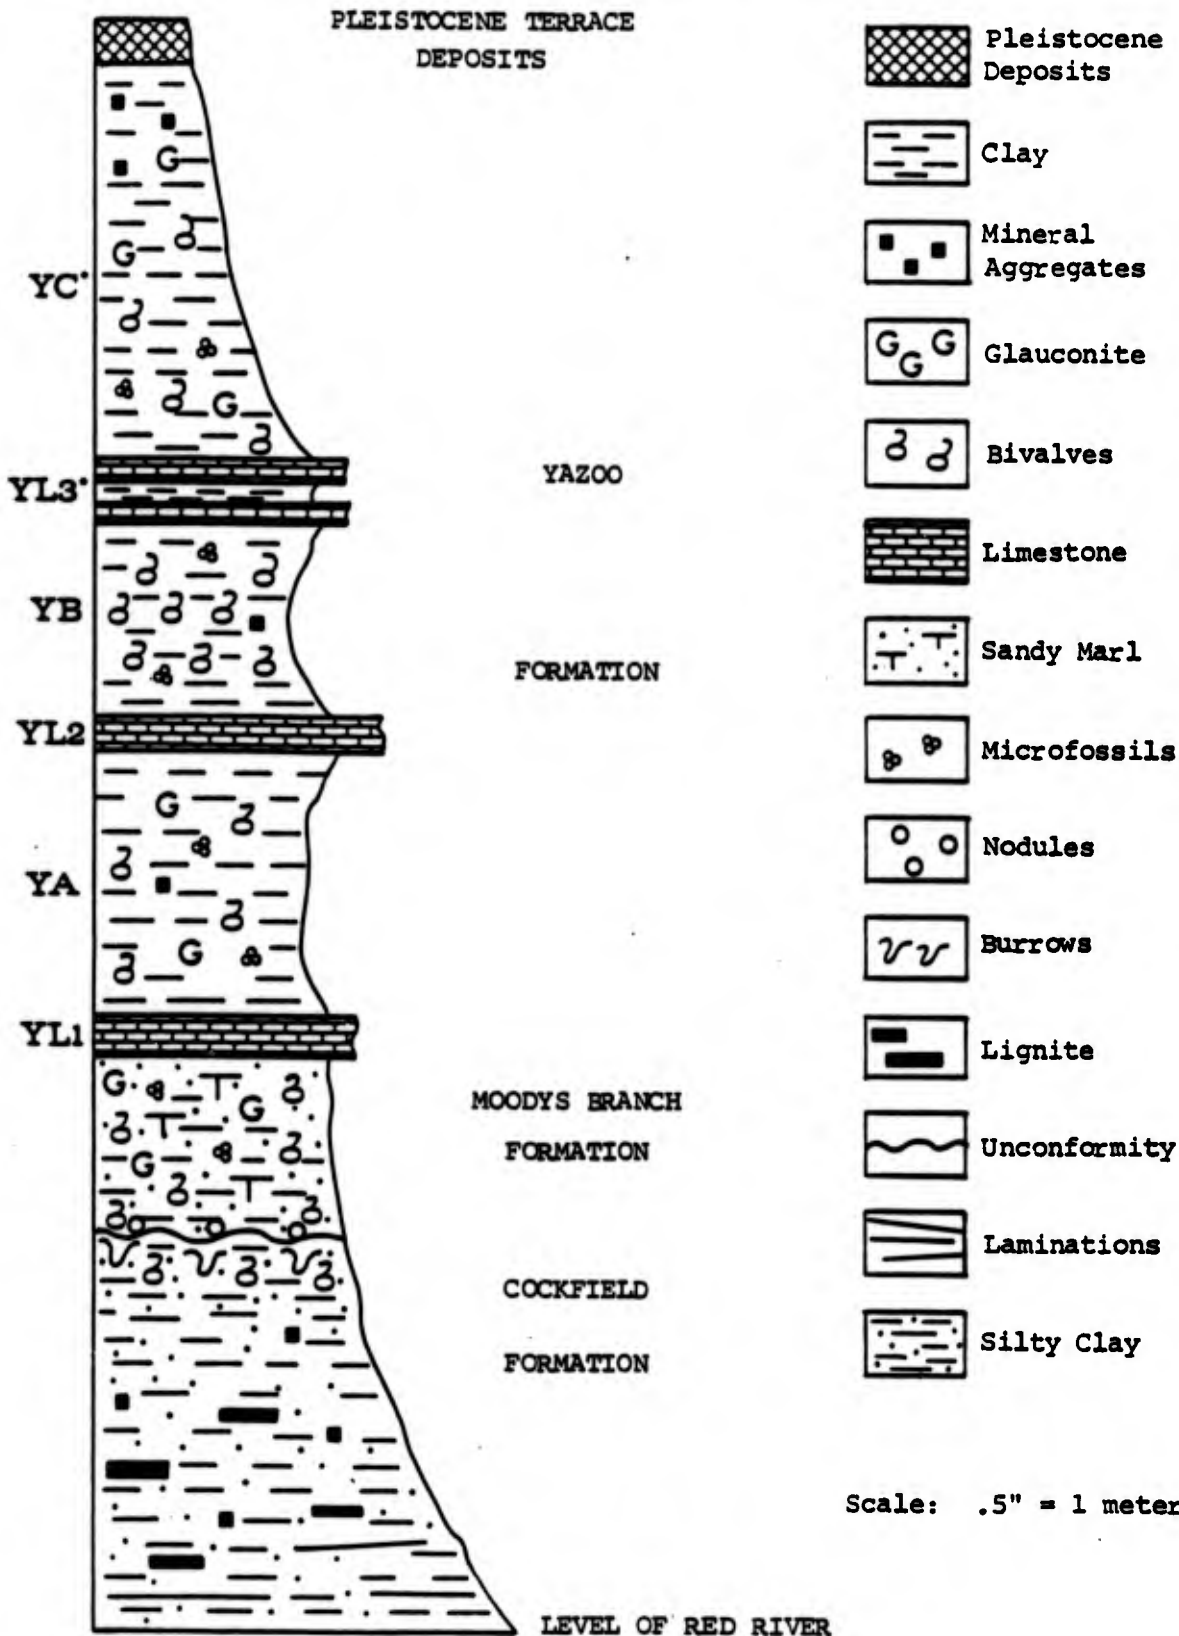 PLEISTOCENE TERRACE
DEPOSITS
YC
YL3
YB
YL2
YA
YL1
YAZOO
FORMATION
MOODYS BRANCH
FORMATION
COCKFIELD
FORMATION
LEVEL OF RED RIVER
Pleistocene
Deposits
Clay
Mineral
Aggregates
G G G
Glauconite
Bivalves
Limestone
Sandy Marl
Microfossils
Nodules
Burrows
Lignite
Unconformity
Laminations
Silty Clay
Scale: .5" = 1 meter